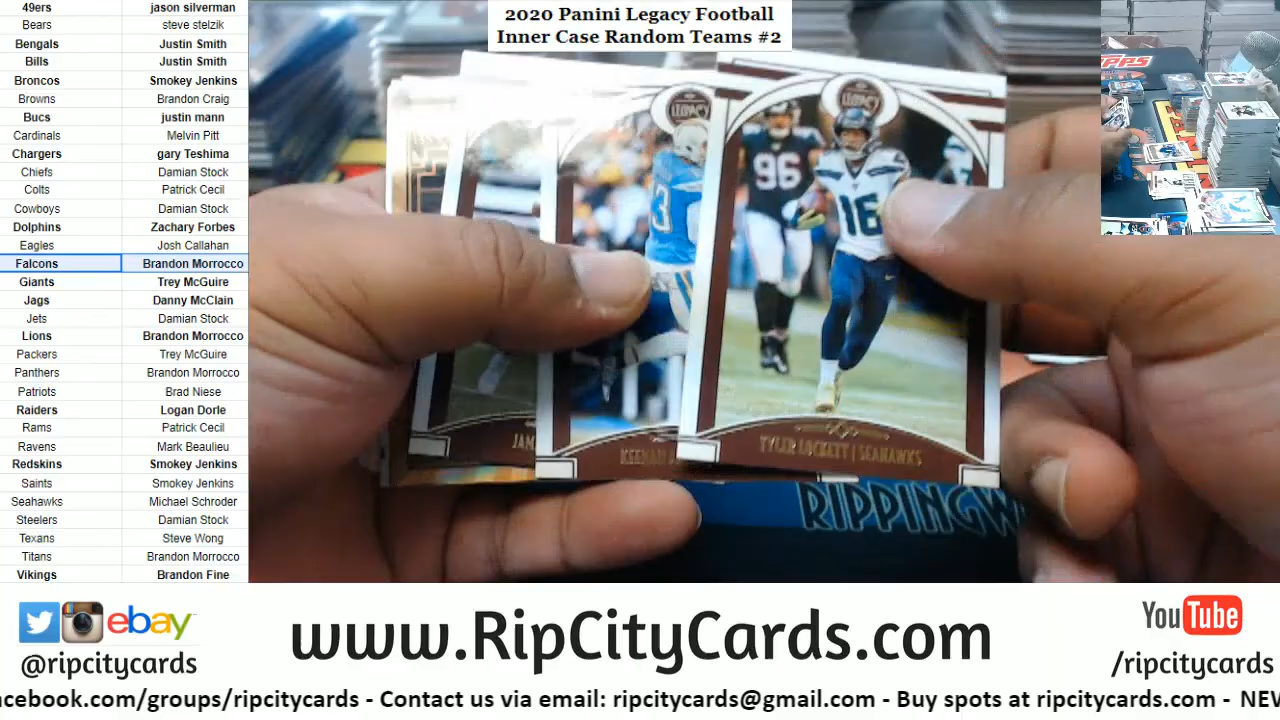 2020 Panini Legacy Football
Inner Case Random Teams #2
49ers jason silverman
Bears steve stelzik
Bengals Justin Smith
Bills Justin Smith
Broncos Smokey Jenkins
Browns Brandon Craig
Bucs justin mann
Cardinals Melvin Pitt
Chargers gary Teshima
Chiefs Damian Stock
Colts Patrick Cecil
Cowboys Damian Stock
Dolphins Zachary Forbes
Eagles Josh Callahan
Falcons Brandon Morrocco
Giants Trey McGuire
Jags Danny McClain
Jets Damian Stock
Lions Brandon Morrocco
Packers Trey McGuire
Panthers Brandon Morrocco
Patriots Brad Niese
Raiders Logan Dorle
Rams Patrick Cecil
Ravens Mark Beaulieu
Redskins Smokey Jenkins
Saints Smokey Jenkins
Seahawks Michael Schroder
Steelers Damian Stock
Texans Steve Wong
Titans Brandon Morrocco
Vikings Brandon Fine
LEGACY
LEGACY
96
16
3
JAM
KEENAN
TYLER LOCKETT | SEAHAWKS
RIPPINGW
TOPPS
ebay
@ripcitycards
www.RipCityCards.com
YouTube
/ripcitycards
acebook.com/groups/ripcitycards - Contact us via email: ripcitycards@gmail.com - Buy spots at ripcitycards.com - NEW